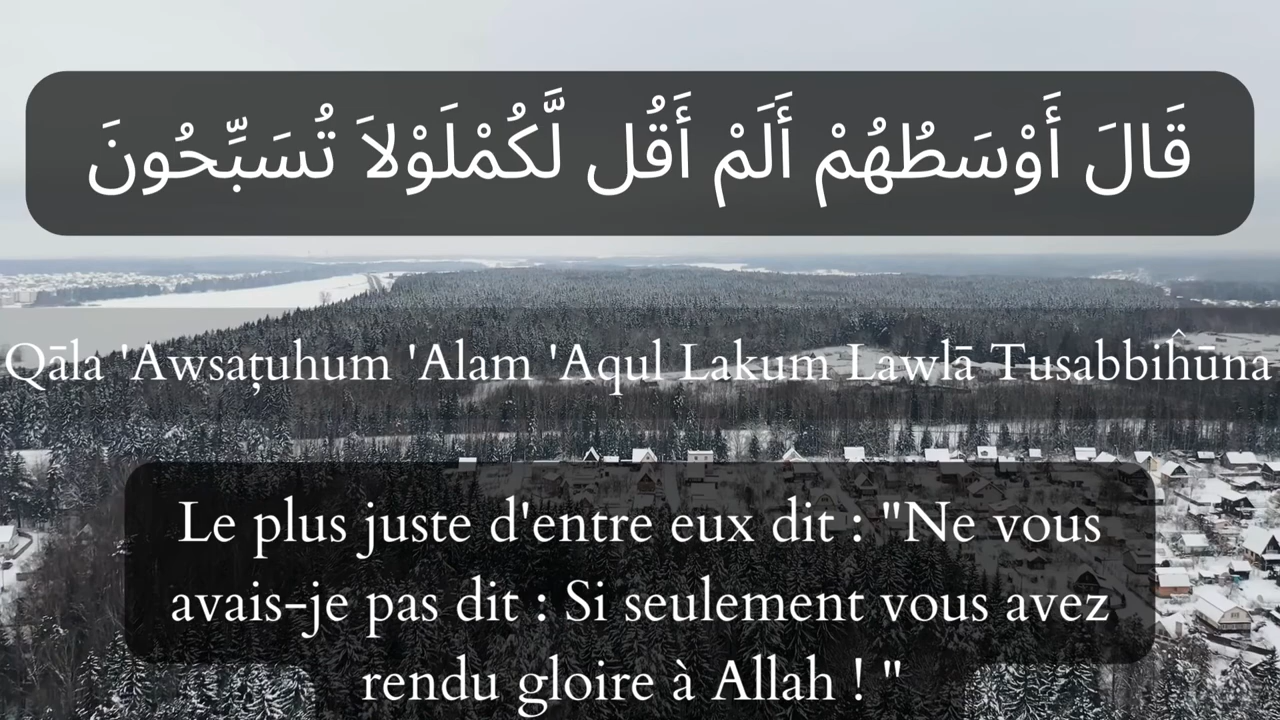 قَالَ أَوْسَطُهُمْ أَلَمْ أَقُل لَّكُمْلَوْلاَ تُسَبِّحُونَ
Qāla 'Awsaţuhum 'Alam 'Aqul Lakum Lawlā Tusabbiĥūna
Le plus juste d'entre eux dit : "Ne vous
avais-je pas dit : Si seulement vous avez
rendu gloire à Allah ! "